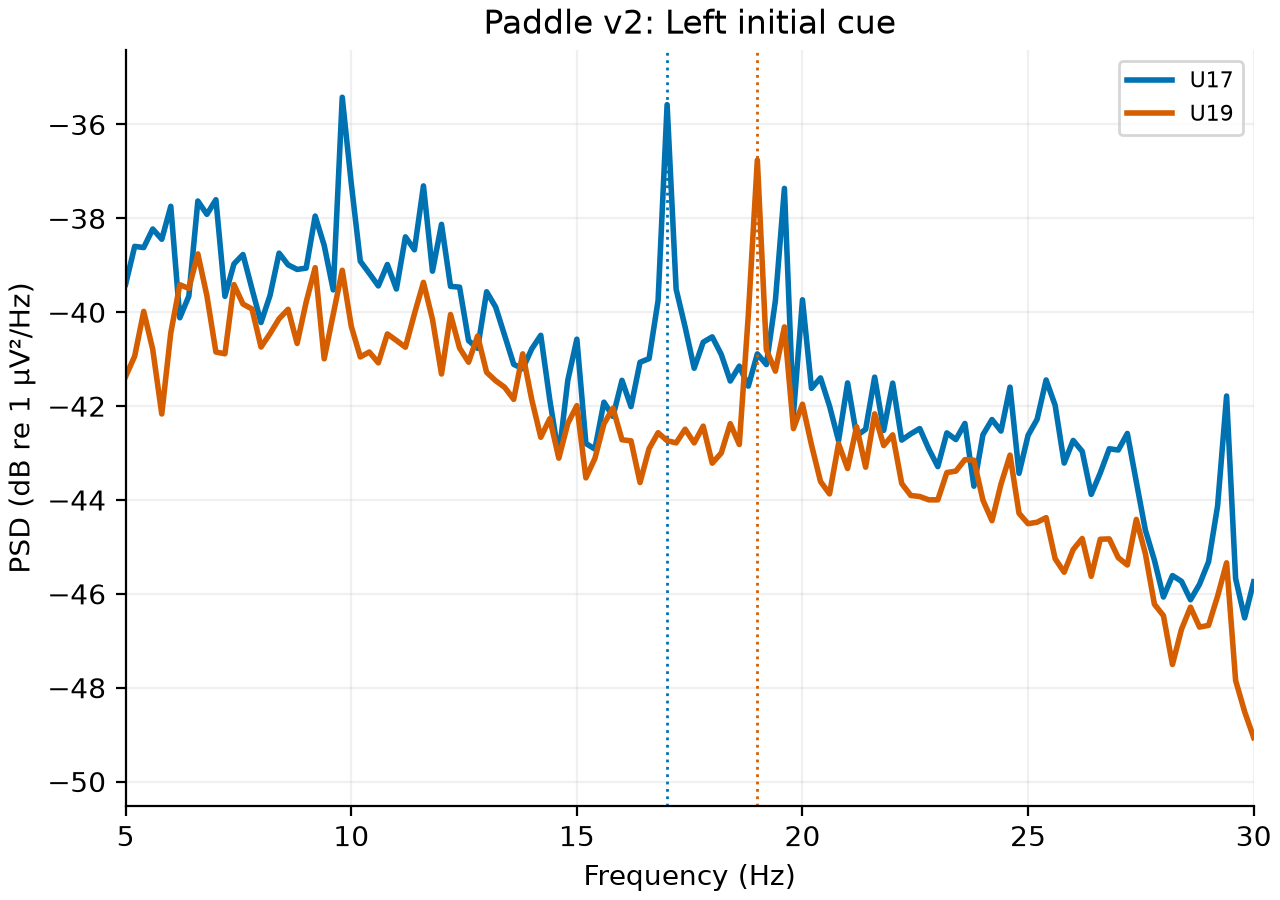 Paddle v2: Left initial cue
U17
U19
PSD (dB re 1 µV²/Hz)
−36
−38
−40
−42
−44
−46
−48
−50
5
10
15
20
25
30
Frequency (Hz)